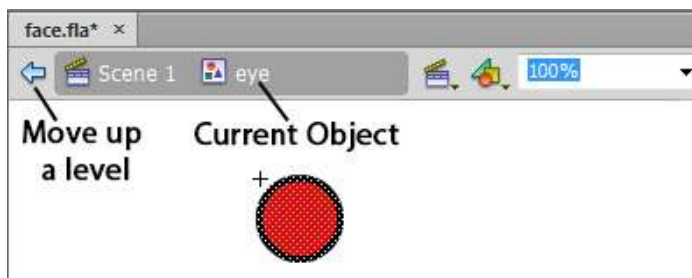 face.fla* ×
Scene 1 eye 100%
Move up Current Object
a level